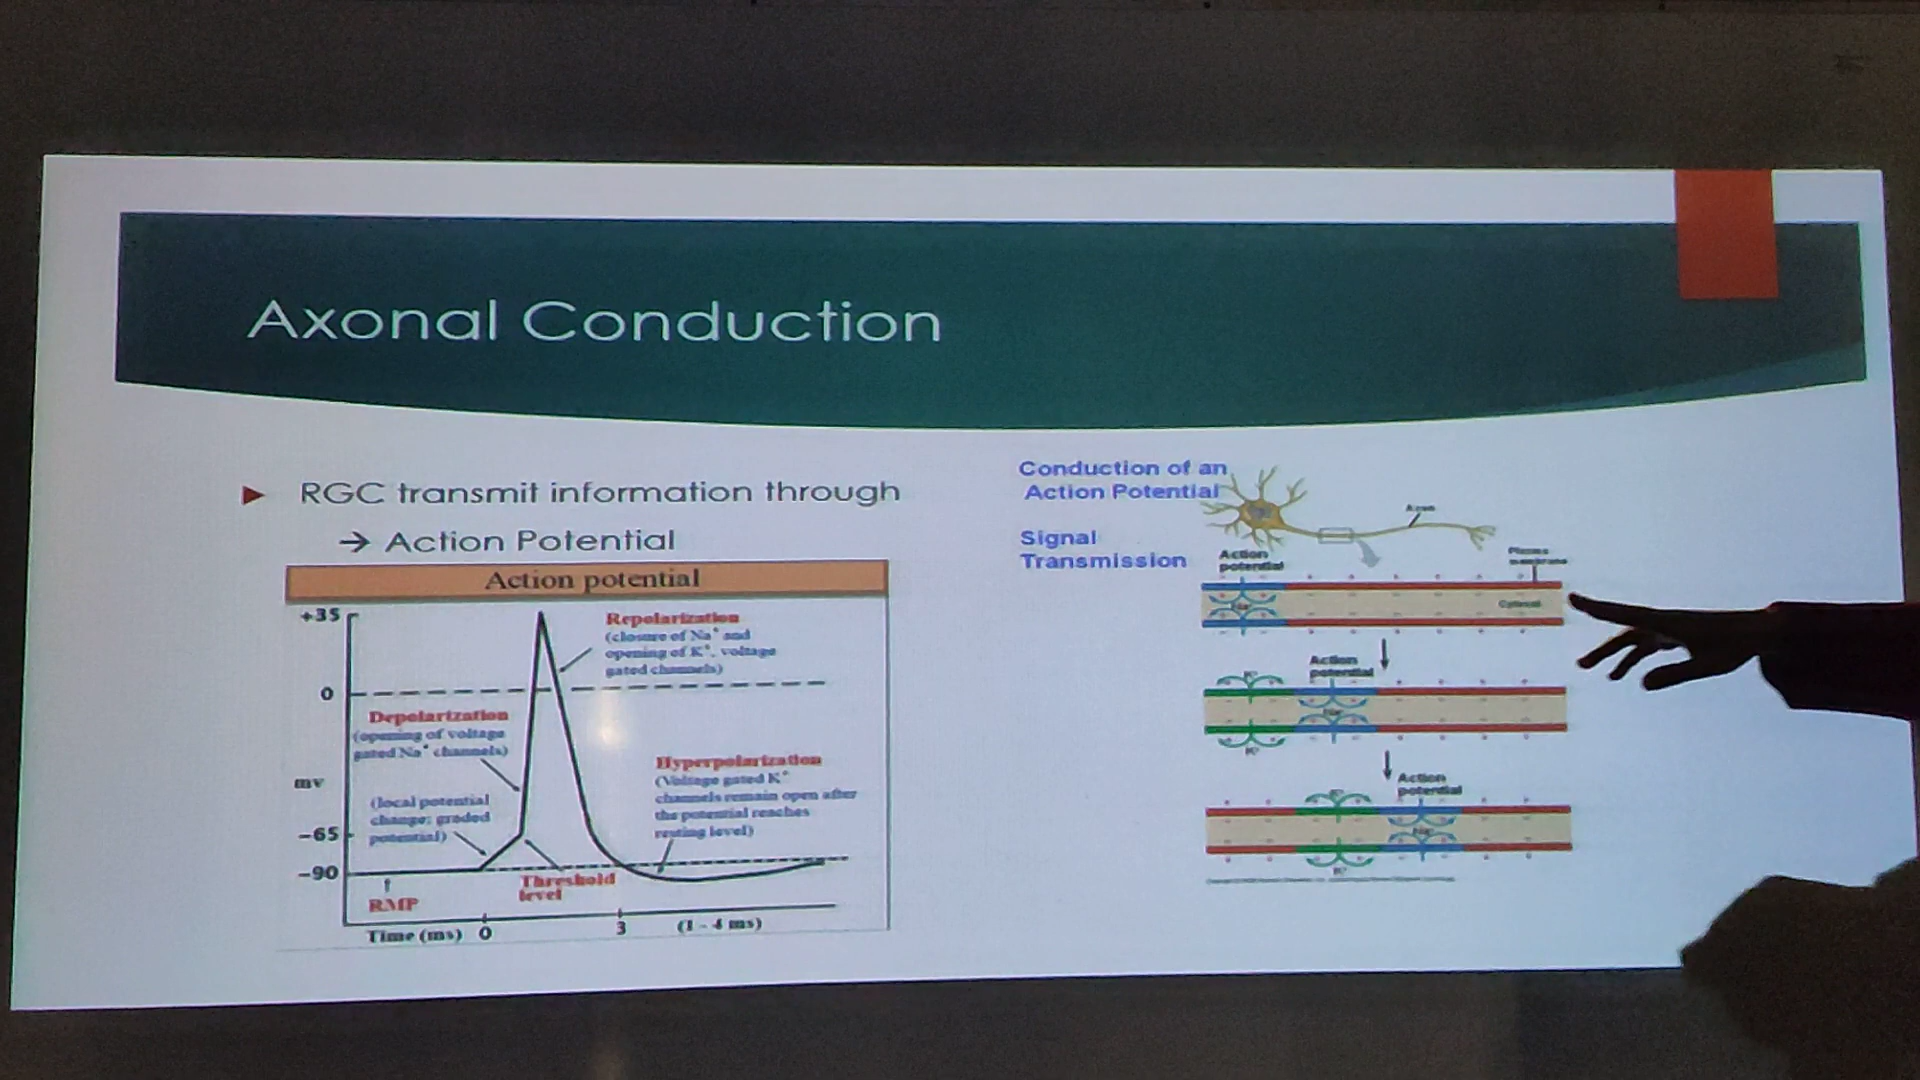 Axonal Conduction
► RGC transmit information through
→ Action Potential
Action potential
+35
0
mv
-65
-90
Repolarization
(closure of Na⁺ and
opening of K⁺, voltage
gated channels)
Depolarization
(opening of voltage
gated Na⁺ channels)
(local potential
change; graded
potential)
Hyperpolarization
(Voltage gated K⁺
channels remain open after
the potential reaches
resting level)
Threshold
level
RMP
Time (ms) 0 3 (1 - 4 ms)
Conduction of an
Action Potential
Signal
Transmission
Axon
Action
potential
Plasma
membrane
Cytosol
Na⁺
Action
potential
K⁺
Na⁺
K⁺
Action
potential
K⁺
Na⁺
K⁺